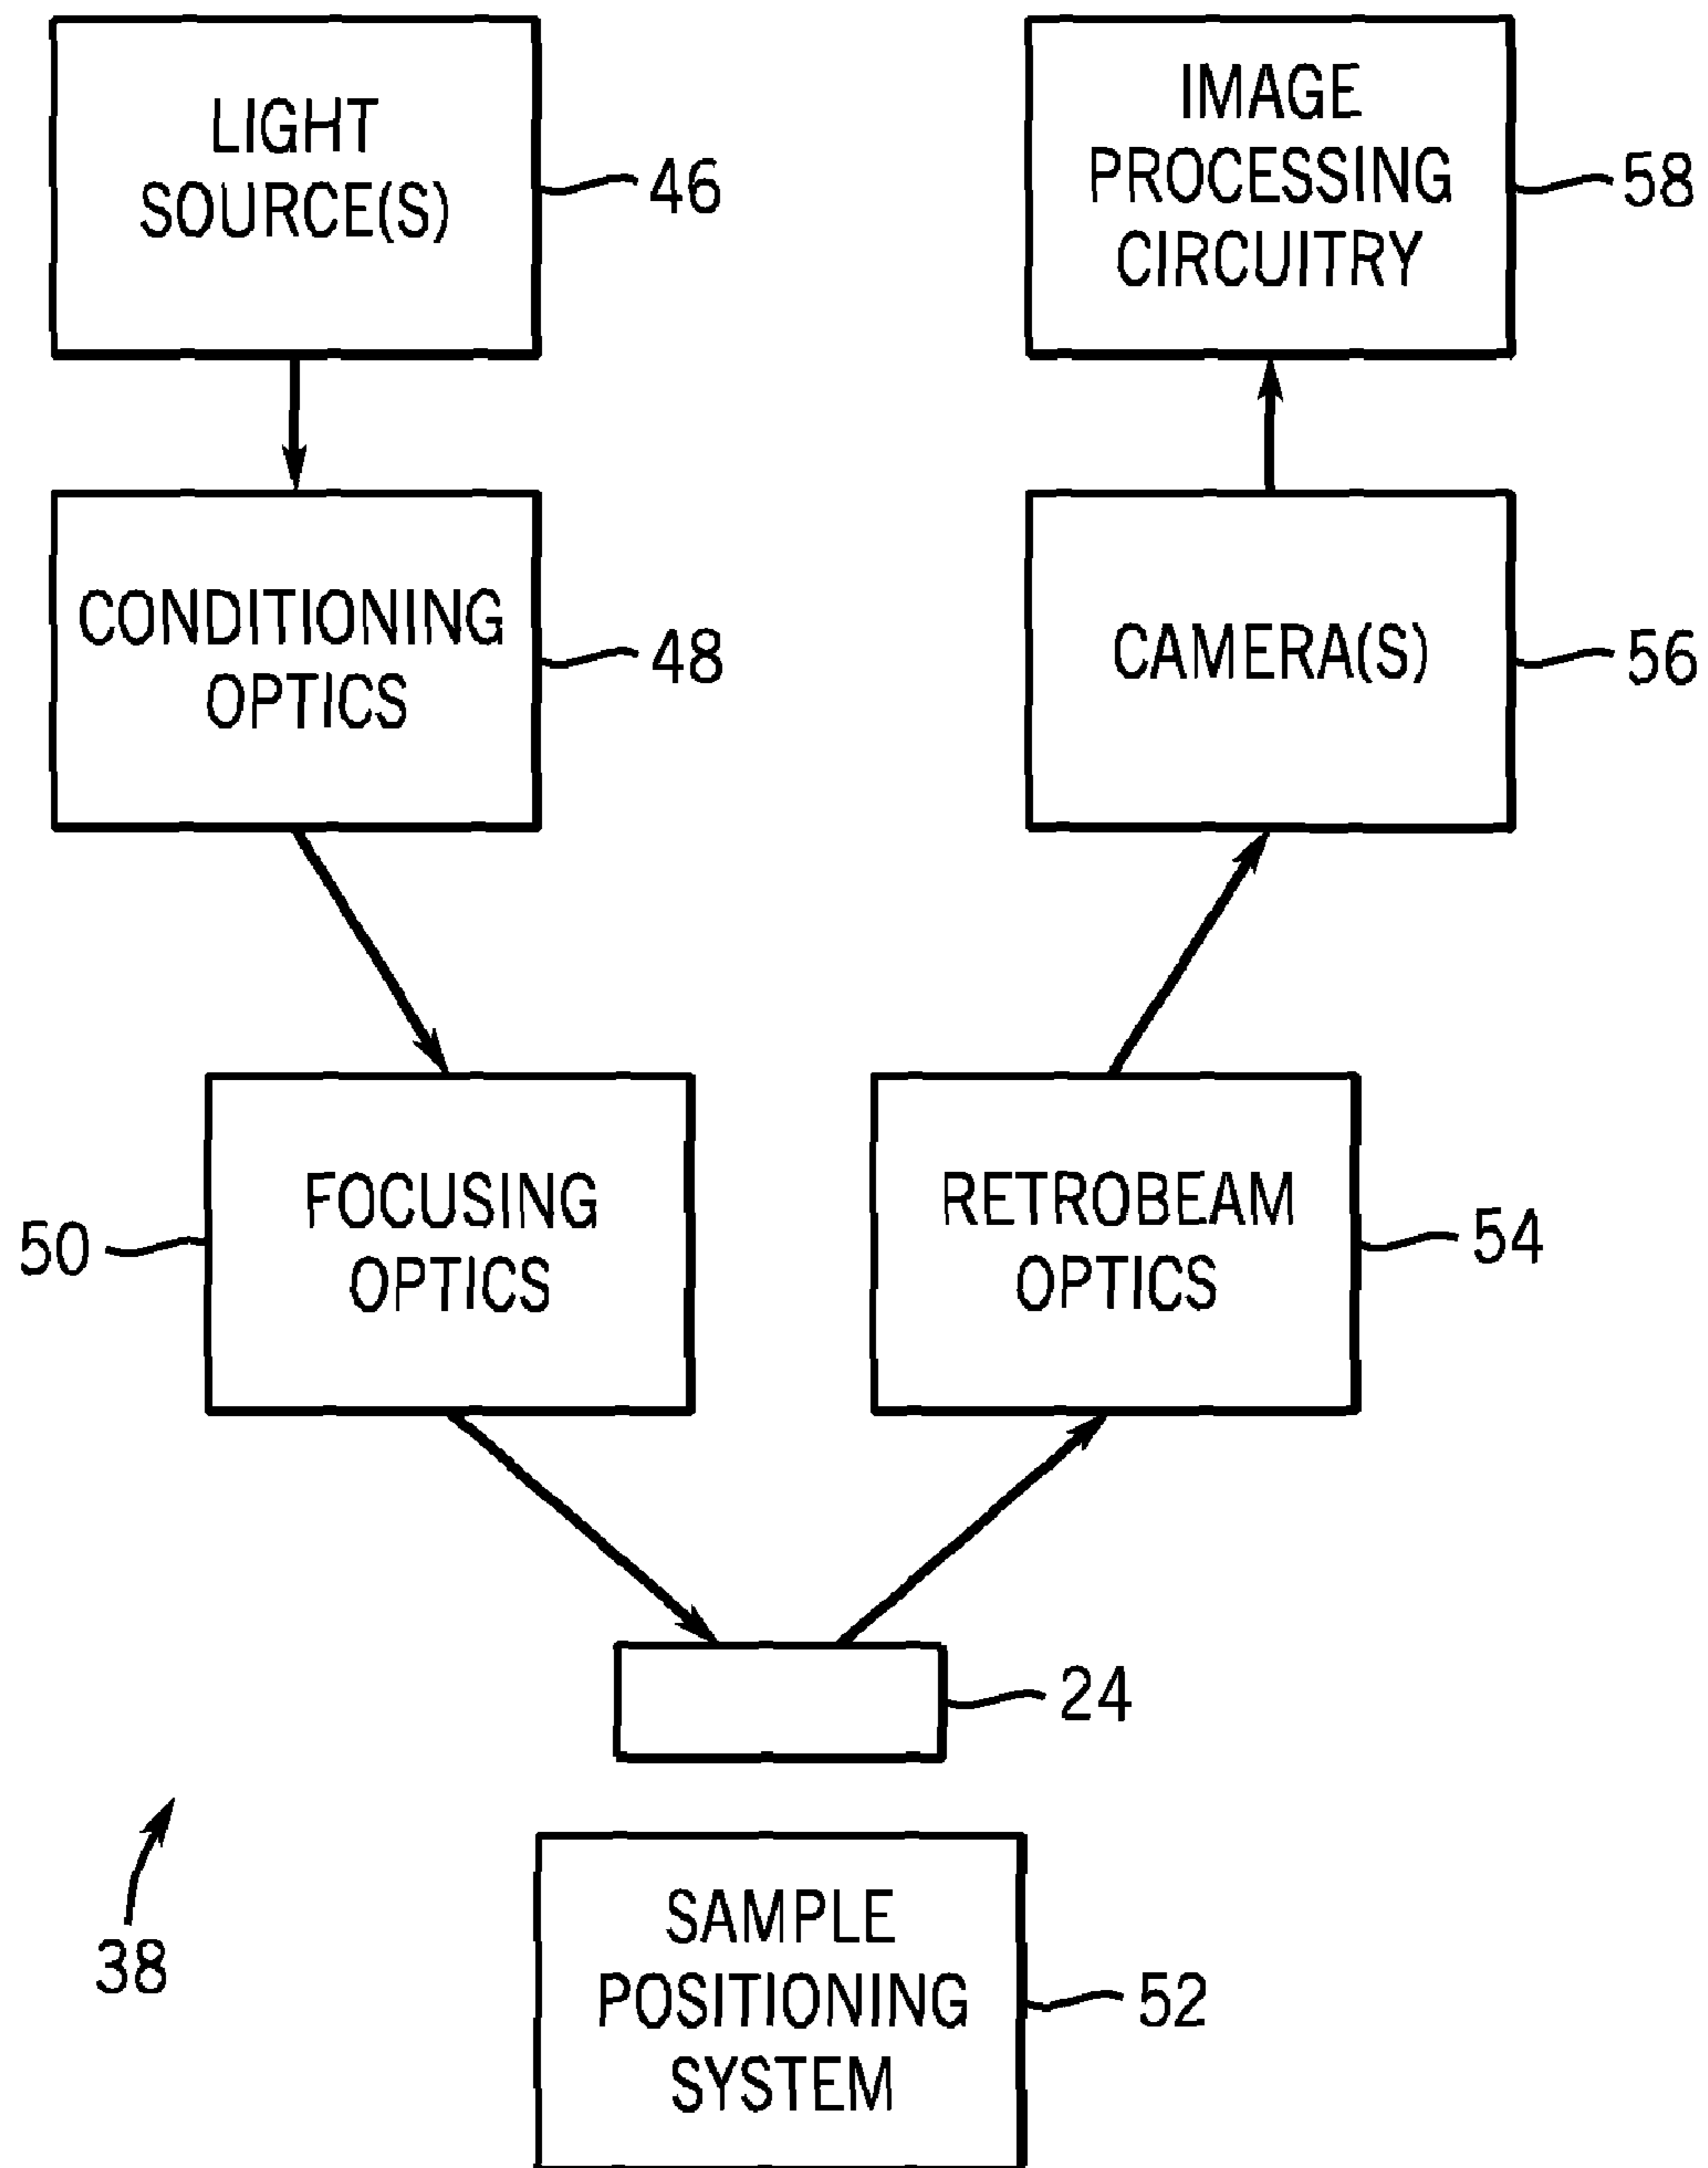 LIGHT
SOURCE(S)
46
IMAGE
PROCESSING
CIRCUITRY
58
CONDITIONING
OPTICS
48
CAMERA(S)
56
FOCUSING
OPTICS
50
RETROBEAM
OPTICS
54
24
38
SAMPLE
POSITIONING
SYSTEM
52